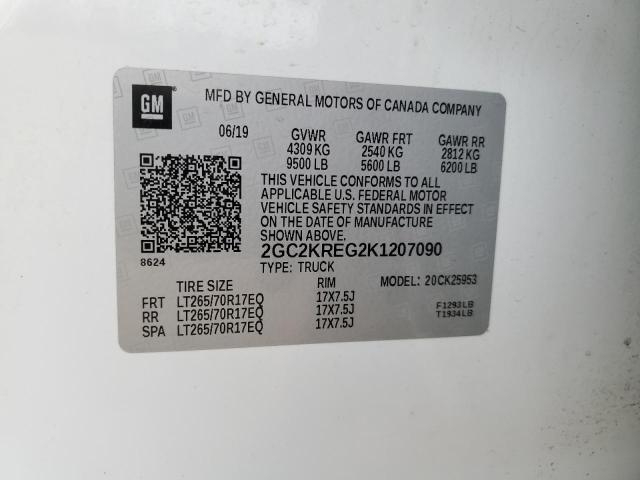 GM
MFD BY GENERAL MOTORS OF CANADA COMPANY
06/19 GVWR GAWR FRT GAWR RR
4309 KG 2540 KG 2812 KG
9500 LB 5600 LB 6200 LB
THIS VEHICLE CONFORMS TO ALL
APPLICABLE U.S. FEDERAL MOTOR
VEHICLE SAFETY STANDARDS IN EFFECT
ON THE DATE OF MANUFACTURE
SHOWN ABOVE.
8624
2GC2KREG2K1207090
TYPE: TRUCK MODEL: 20CK25953
TIRE SIZE RIM
FRT LT265/70R17EQ 17X7.5J
RR LT265/70R17EQ 17X7.5J
SPA LT265/70R17EQ 17X7.5J
F1293LB
T1934LB